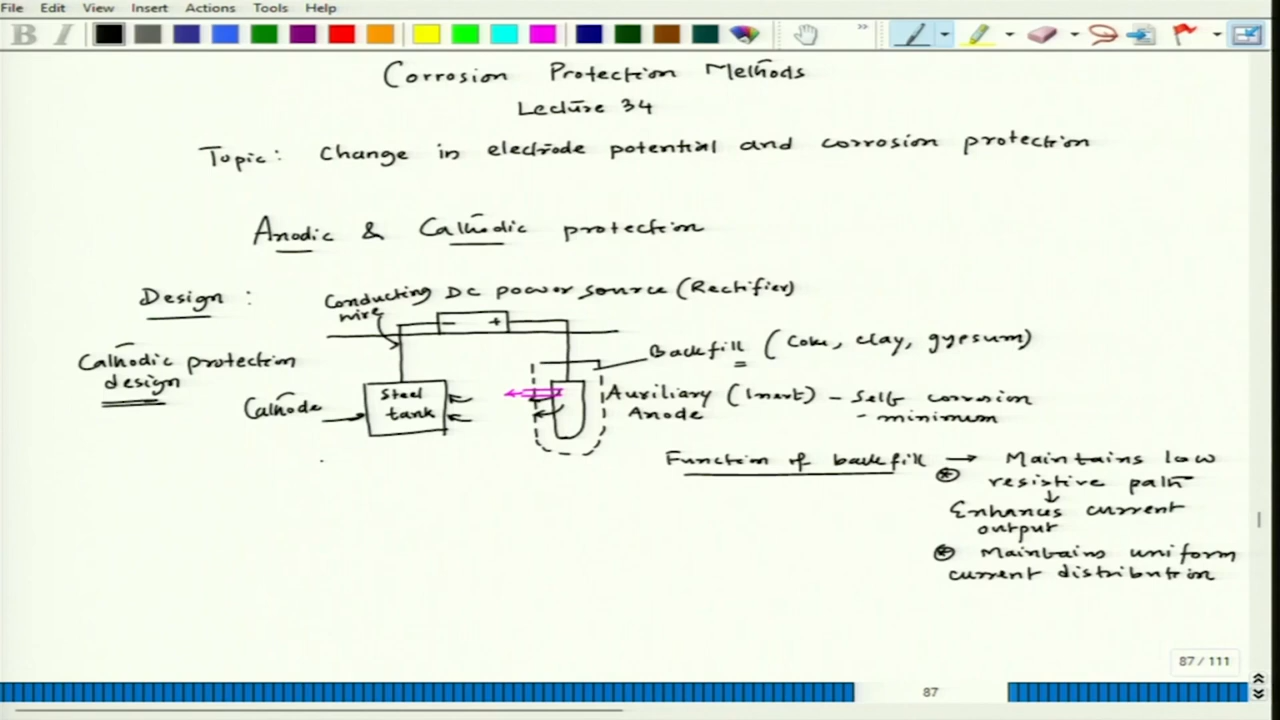 File Edit View Insert Actions Tools Help
B I
Corrosion Protection Methods
Lecture 34
Topic: Change in electrode potential and corrosion protection
Anodic & Cathodic protection
Design :
Conducting wire
DC power source (Rectifier)
- +
Cathodic protection
design
Backfill (Coke, clay, gypsum)
Steel
tank
Cathode
Auxiliary (Inert) - Self corrosion
Anode - minimum
Function of backfill → Maintains low
resistive path
↓
Enhances current
output
* Maintains uniform
current distribution
87 / 111
87